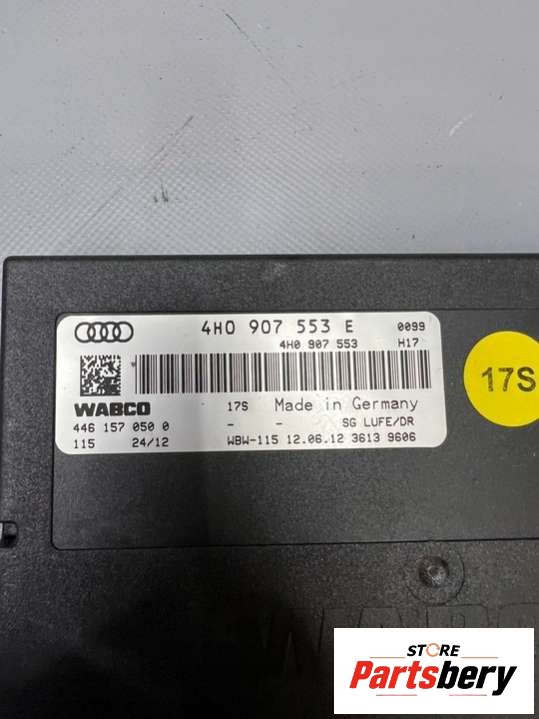 4H0 907 553 E 0099
4H0 907 553 H17
WABCO 17S Made in Germany
446 157 050 0 - - SG LUFE/DR
115 24/12 WBW-115 12.06.12 3613 9606
17S
STORE
Partsbery